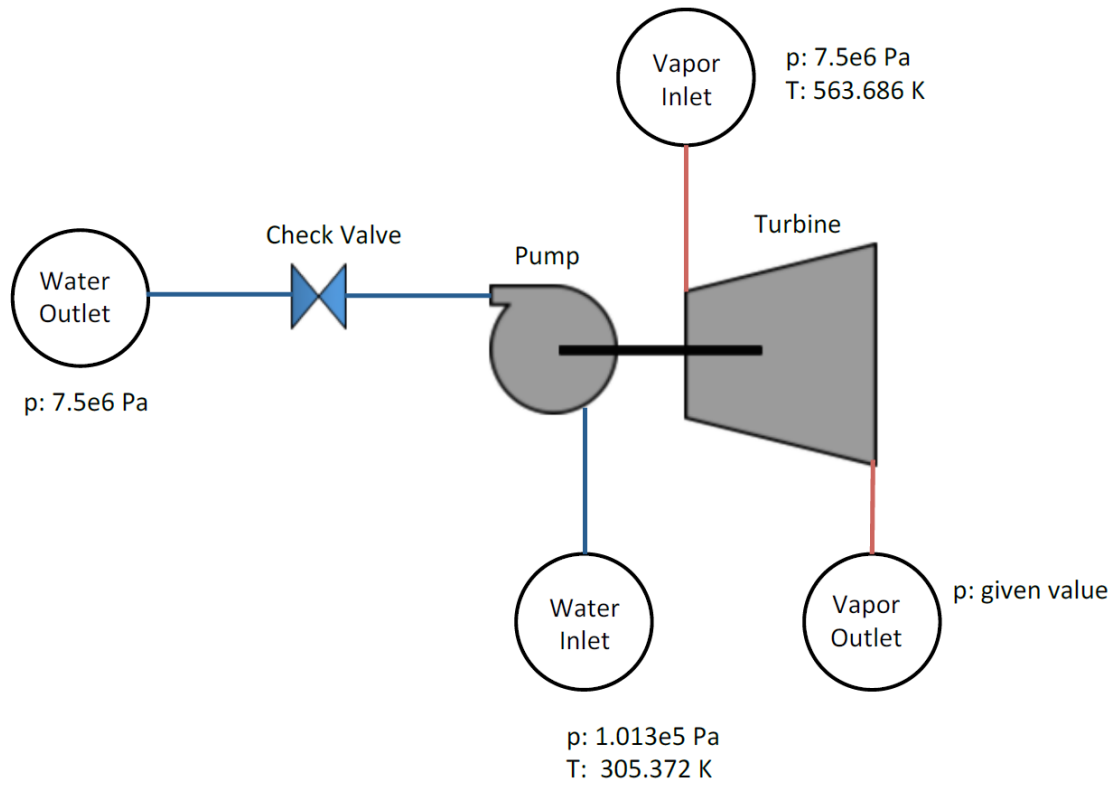 Vapor
Inlet
p: 7.5e6 Pa
T: 563.686 K
Turbine
Check Valve
Pump
Water
Outlet
p: 7.5e6 Pa
Water
Inlet
p: 1.013e5 Pa
T:  305.372 K
Vapor
Outlet
p: given value